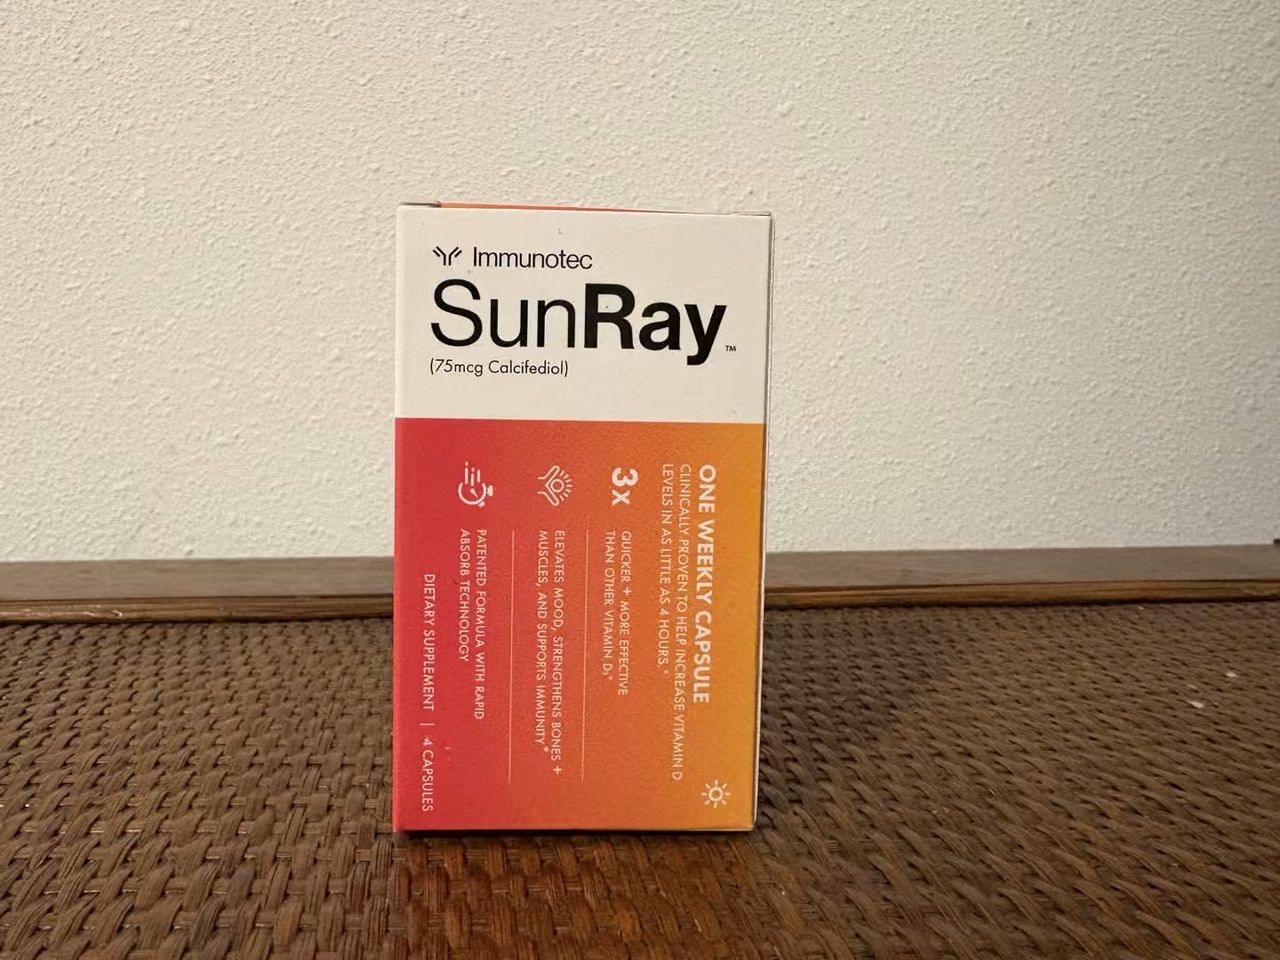 Immunotec
SunRay™
(75mcg Calcifediol)
ONE WEEKLY CAPSULE
CLINICALLY PROVEN TO HELP INCREASE VITAMIN D
LEVELS IN AS LITTLE AS 4 HOURS.*
3x
QUICKER + MORE EFFECTIVE
THAN OTHER VITAMIN D₃*
ELEVATES MOOD, STRENGTHENS BONES +
MUSCLES, AND SUPPORTS IMMUNITY*
PATENTED FORMULA WITH RAPID
ABSORB TECHNOLOGY
DIETARY SUPPLEMENT | 4 CAPSULES